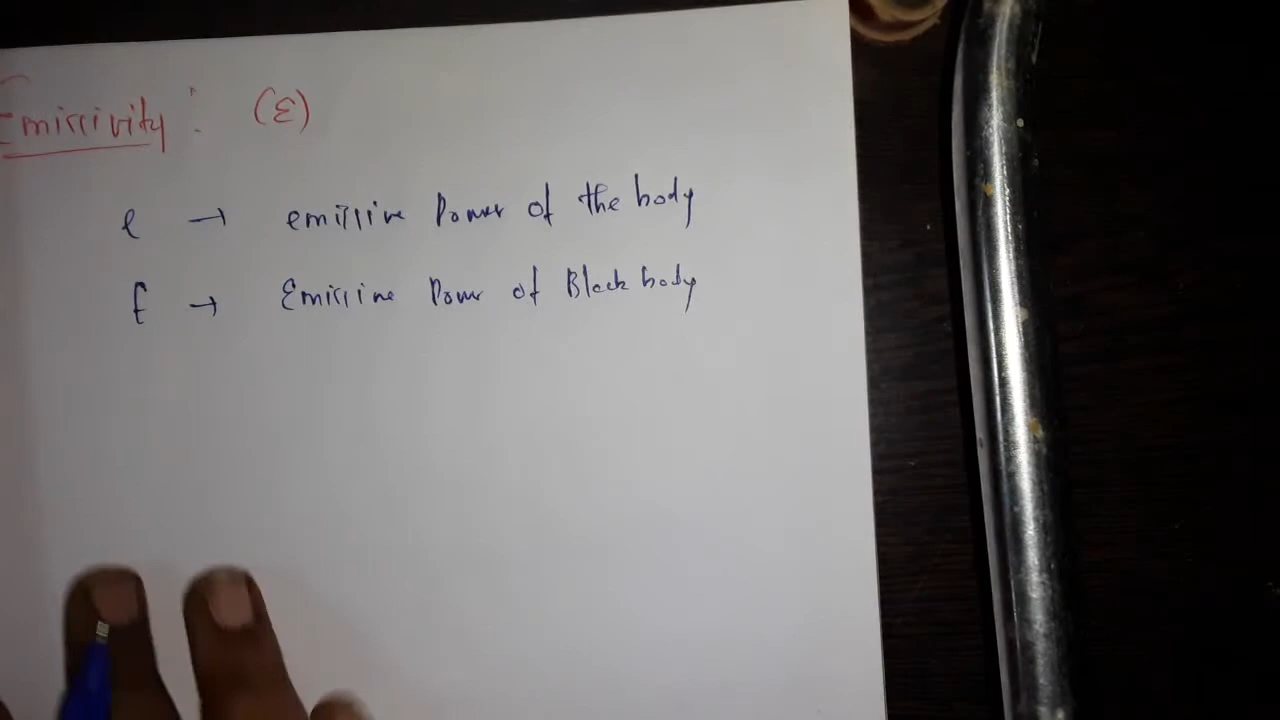 Emissivity : (ε)
e → emissive Power of the body
E → Emissive Power of Black body